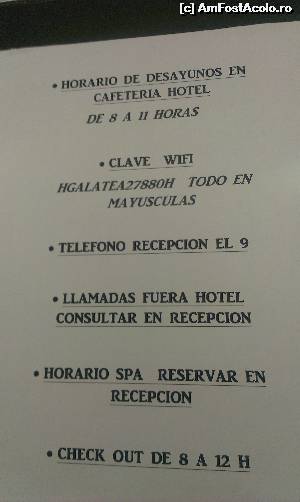 (c) AmFostAcolo.ro
• HORARIO DE DESAYUNOS EN
CAFETERIA HOTEL
DE 8 A 11 HORAS
• CLAVE WIFI
HGALATEA27880H TODO EN
MAYUSCULAS
• TELEFONO RECEPCION EL 9
• LLAMADAS FUERA HOTEL
CONSULTAR EN RECEPCION
• HORARIO SPA RESERVAR EN
RECEPCION
• CHECK OUT DE 8 A 12 H